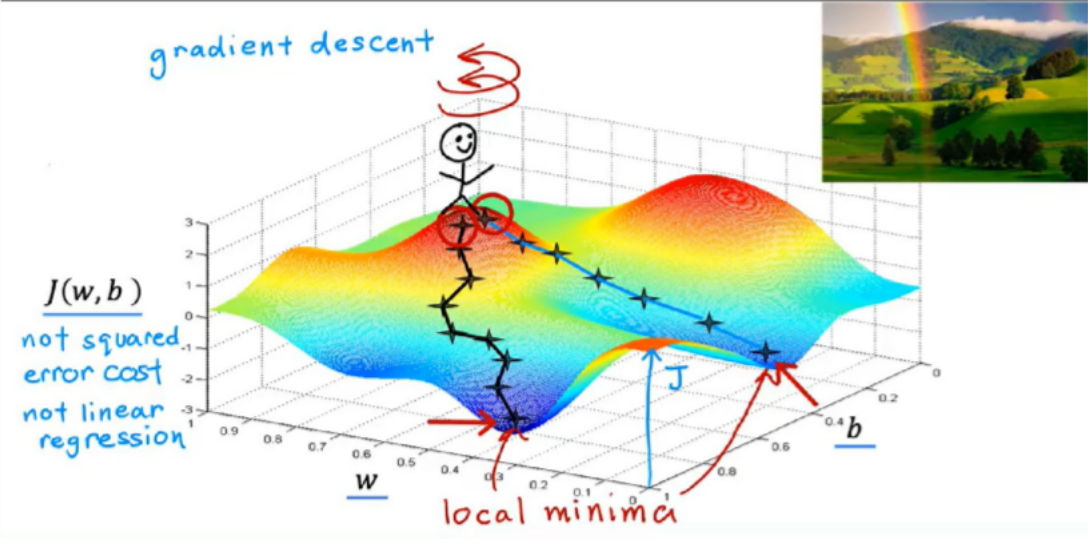 gradient descent
J(w, b)
not squared
error cost
not linear
regression
3
2
1
0
-1
-2
-3
1
0.9
0.8
0.7
0.6
0.5
0.4
0.3
0.2
0.1
0
w
1
0.8
0.6
0.4
0.2
0
b
J
local minima